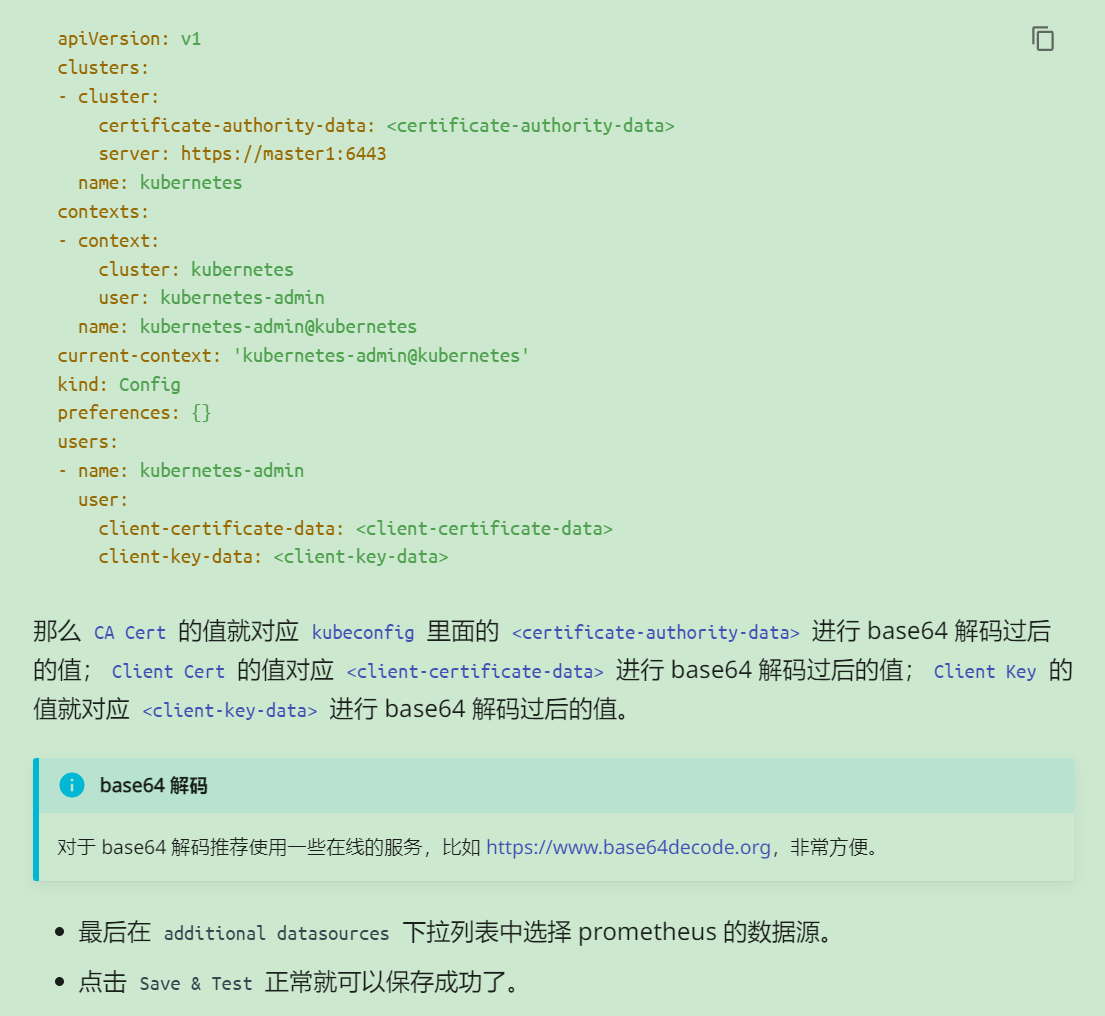 apiVersion: v1
clusters:
- cluster:
    certificate-authority-data: <certificate-authority-data>
    server: https://master1:6443
  name: kubernetes
contexts:
- context:
    cluster: kubernetes
    user: kubernetes-admin
  name: kubernetes-admin@kubernetes
current-context: 'kubernetes-admin@kubernetes'
kind: Config
preferences: {}
users:
- name: kubernetes-admin
  user:
    client-certificate-data: <client-certificate-data>
    client-key-data: <client-key-data>
那么 CA Cert 的值就对应 kubeconfig 里面的 <certificate-authority-data> 进行 base64 解码过后
的值； Client Cert 的值对应 <client-certificate-data> 进行 base64 解码过后的值； Client Key 的
值就对应 <client-key-data> 进行 base64 解码过后的值。
base64 解码
对于 base64 解码推荐使用一些在线的服务，比如 https://www.base64decode.org，非常方便。
• 最后在 additional datasources 下拉列表中选择 prometheus 的数据源。
• 点击 Save & Test 正常就可以保存成功了。